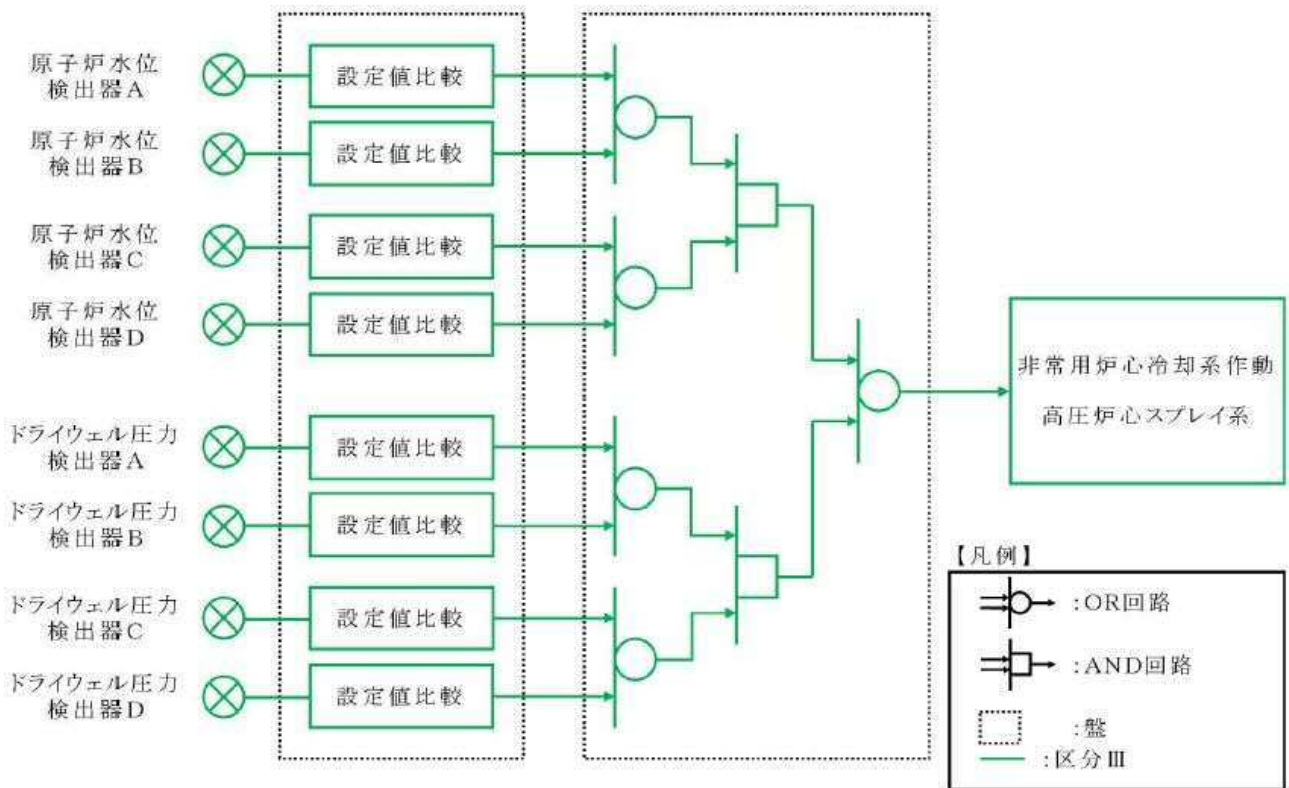 原子炉水位
検出器A
設定値比較
原子炉水位
検出器B
設定値比較
原子炉水位
検出器C
設定値比較
原子炉水位
検出器D
設定値比較
ドライウェル圧力
検出器A
設定値比較
ドライウェル圧力
検出器B
設定値比較
ドライウェル圧力
検出器C
設定値比較
ドライウェル圧力
検出器D
設定値比較
非常用炉心冷却系作動
高圧炉心スプレイ系
【凡例】
:OR回路
:AND回路
:盤
:区分Ⅲ